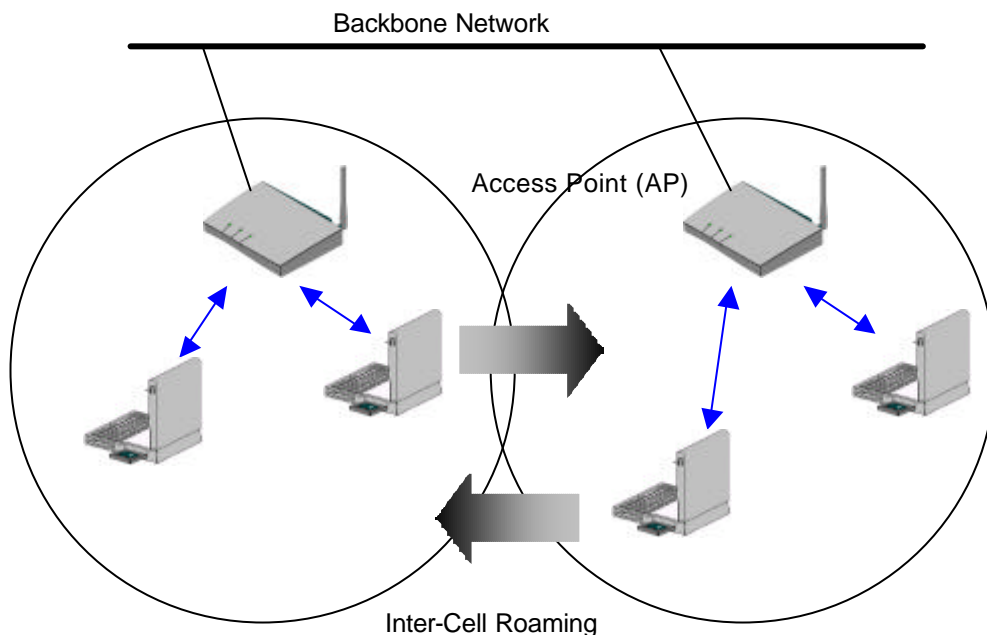 Backbone Network
Access Point (AP)
Inter-Cell Roaming